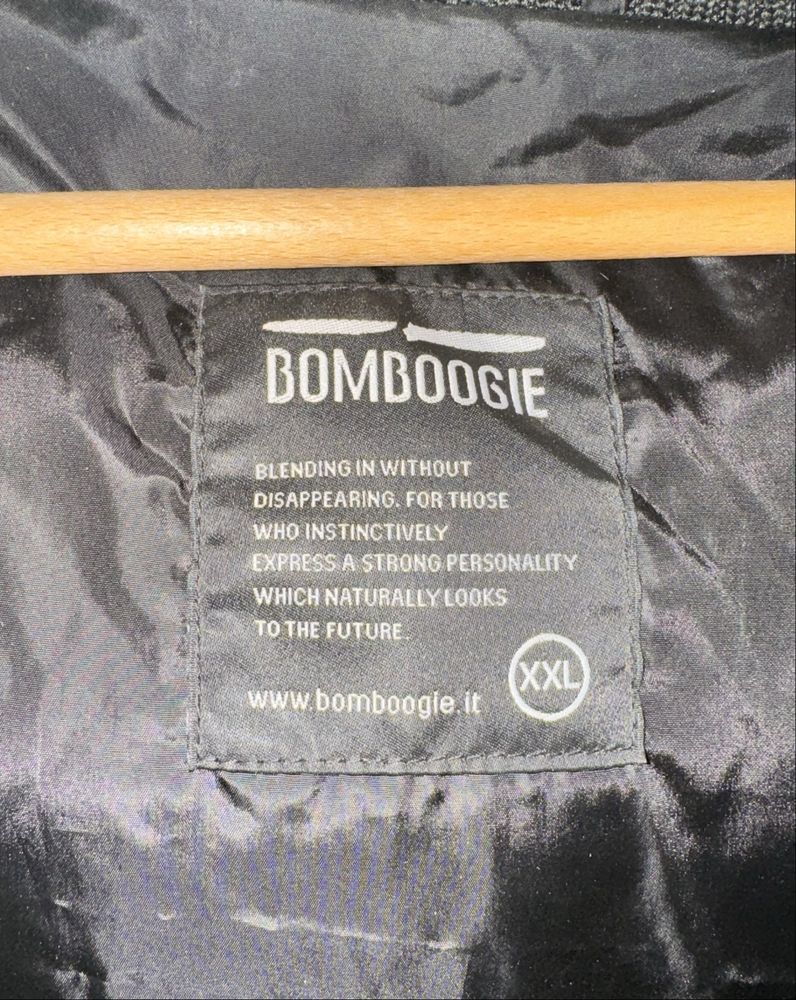 BOMBOOGIE
BLENDING IN WITHOUT
DISAPPEARING. FOR THOSE
WHO INSTINCTIVELY
EXPRESS A STRONG PERSONALITY
WHICH NATURALLY LOOKS
TO THE FUTURE.
www.bomboogie.it
XXL